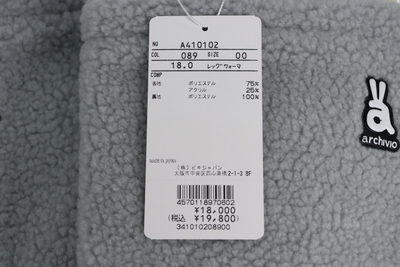 NO A410102
COL 089 SIZE 00
18.0 レッグウォーマ
COMP
表地 ポリエステル 75%
アクリル 25%
裏地 ポリエステル 100%
MADE IN JAPAN
(株)ビギジャパン
大阪市中央区西心斎橋2-1-3 8F
4570118970602
¥18,000
(税込 ¥19,800)
341010208900
archivio